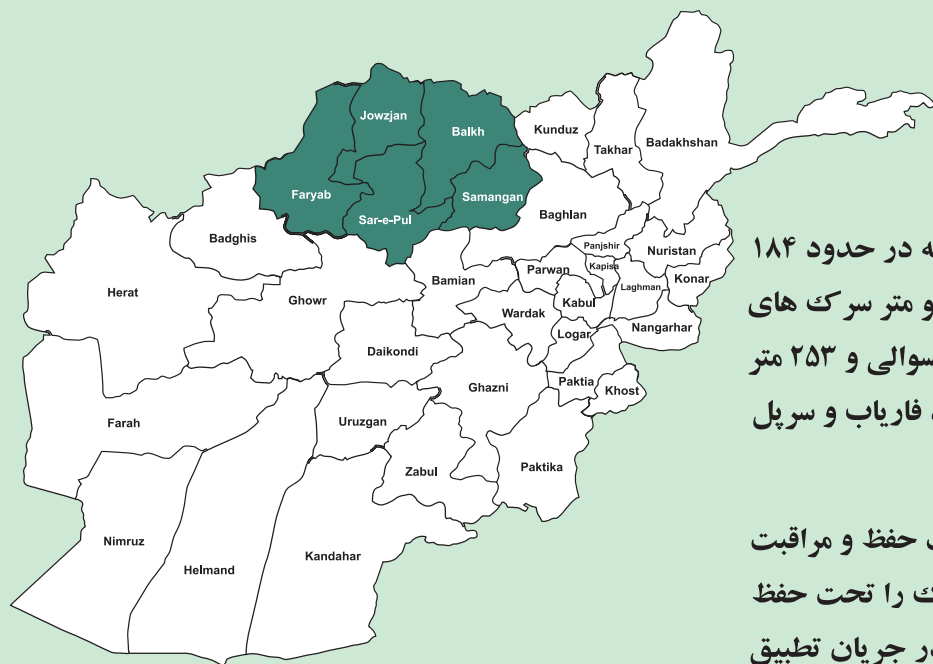 Jowzjan
Balkh
Kunduz
Takhar
Badakhshan
Faryab
Samangan
Sar-e-Pul
Baghlan
Badghis
Panjshir
Nuristan
Herat
Bamian
Parwan
Kapisa
Konar
Ghowr
Kabul
Laghman
Wardak
Logar
Nangarhar
Daikondi
Ghazni
Paktia
Khost
Farah
Uruzgan
Zabul
Paktika
Nimruz
Helmand
Kandahar
در حدود ۱۸۴
متر سرک های
و ۲۵۳ متر
فاریاب و سرپل
حفظ و مراقبت
را تحت حفظ
جریان تطبیق